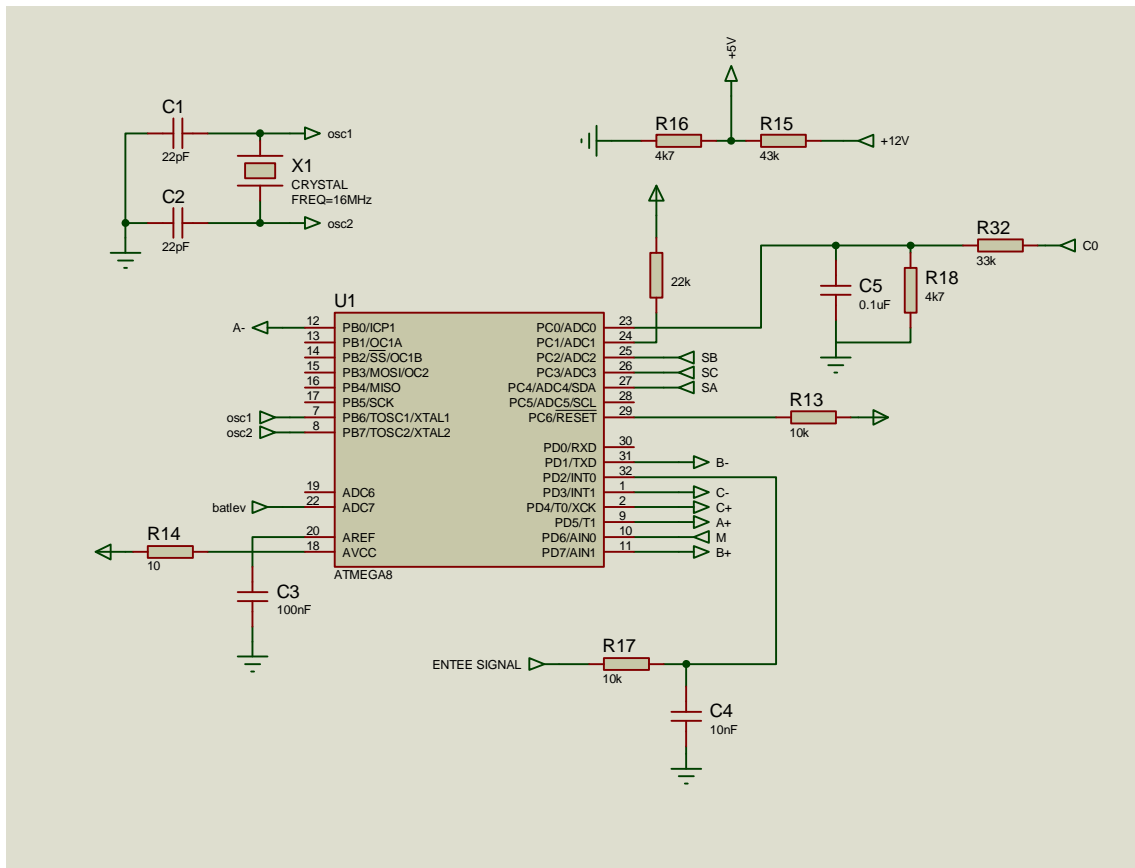 C1
22pF
osc1
X1
CRYSTAL
FREQ=16MHz
C2
22pF
osc2
+5V
R16
4k7
R15
43k
+12V
22k
R32
33k
C0
C5
0.1uF
R18
4k7
U1
A-
12 PB0/ICP1
13 PB1/OC1A
14 PB2/SS/OC1B
15 PB3/MOSI/OC2
16 PB4/MISO
17 PB5/SCK
osc1 7 PB6/TOSC1/XTAL1
osc2 8 PB7/TOSC2/XTAL2
19 ADC6
batlev 22 ADC7
20 AREF
18 AVCC
PC0/ADC0 23
PC1/ADC1 24
PC2/ADC2 25 SB
PC3/ADC3 26 SC
PC4/ADC4/SDA 27 SA
PC5/ADC5/SCL 28
PC6/RESET 29
PD0/RXD 30
PD1/TXD 31 B-
PD2/INT0 32
PD3/INT1 1 C-
PD4/T0/XCK 2 C+
PD5/T1 9 A+
PD6/AIN0 10 M
PD7/AIN1 11 B+
ATMEGA8
R13
10k
R14
10
C3
100nF
ENTEE SIGNAL
R17
10k
C4
10nF